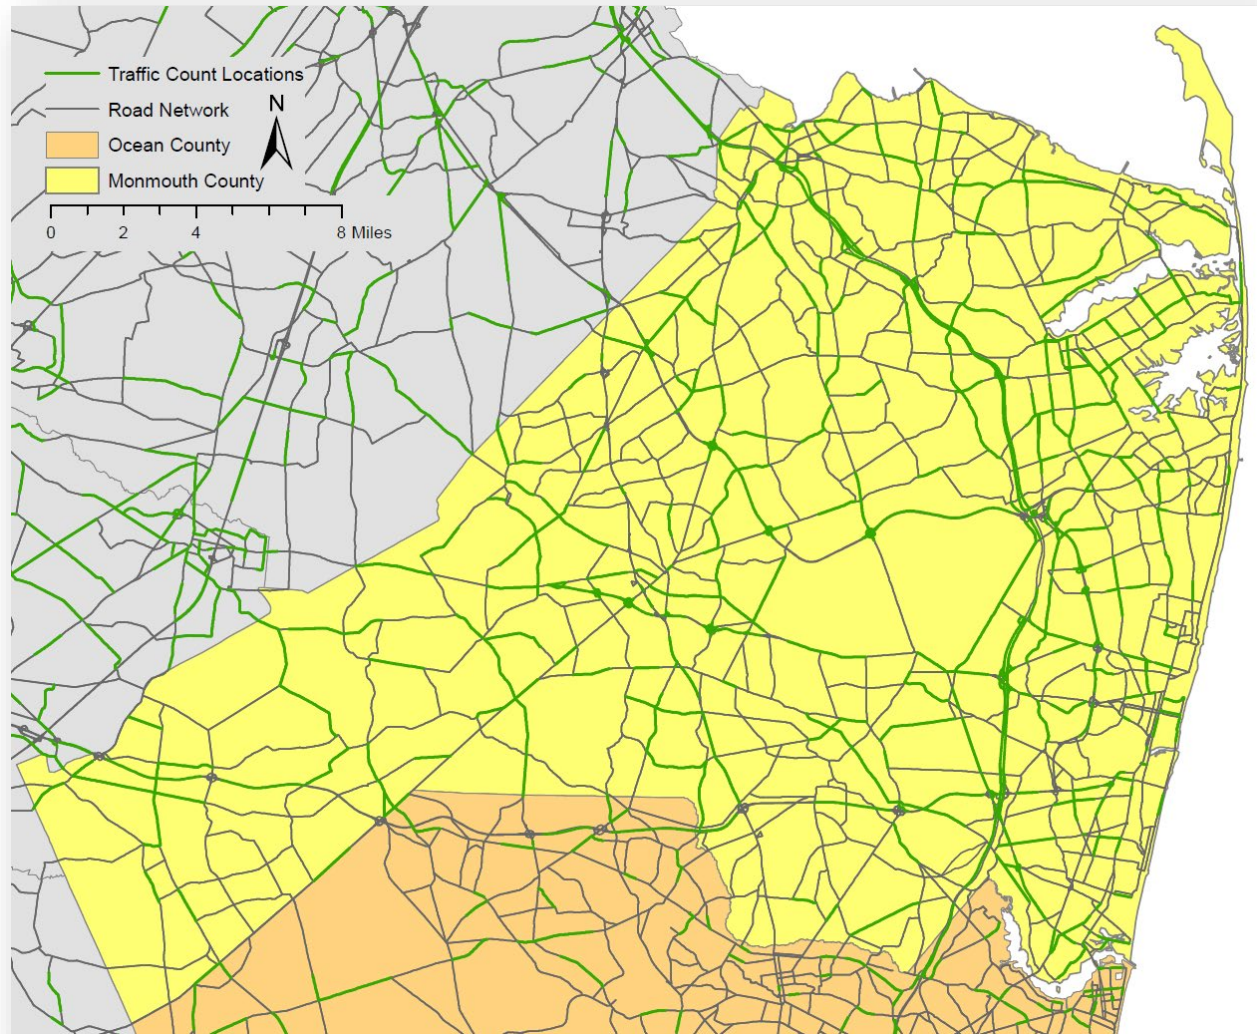 Traffic Count Locations
Road Network
N
Ocean County
Monmouth County
0 2 4 8 Miles